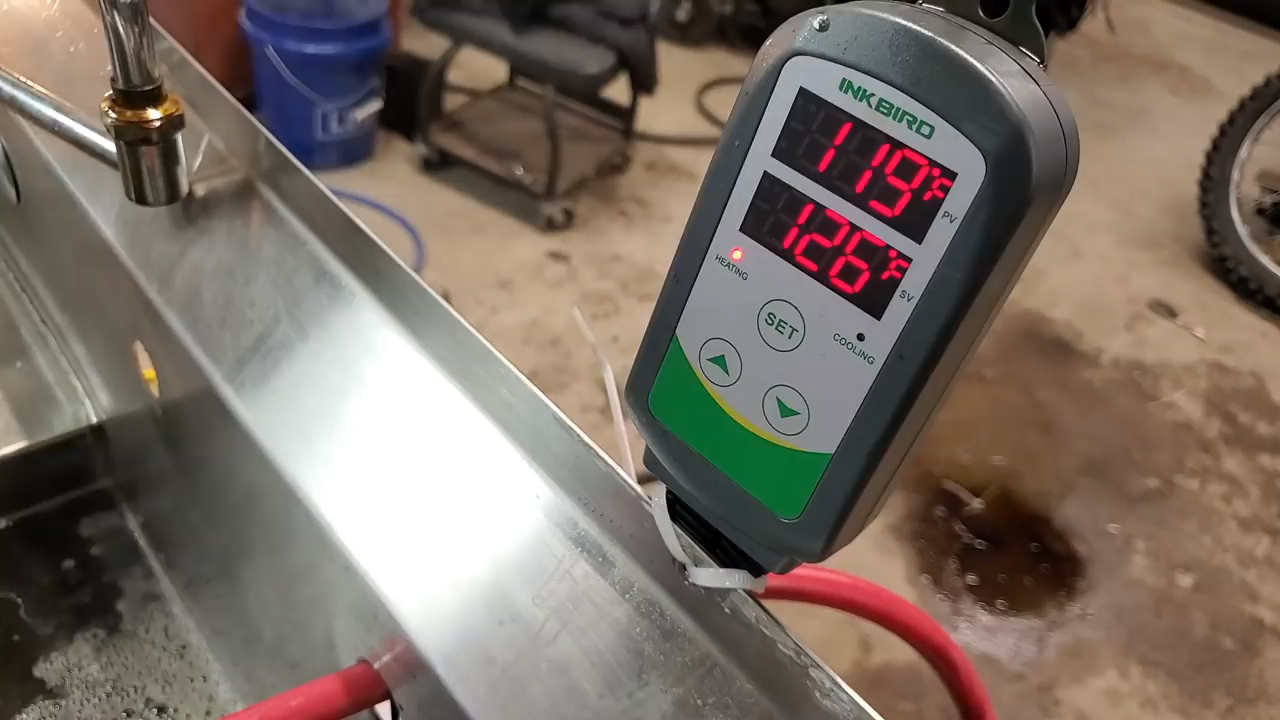 INKBIRD
119°F
PV
126°F
SV
HEATING
SET
COOLING